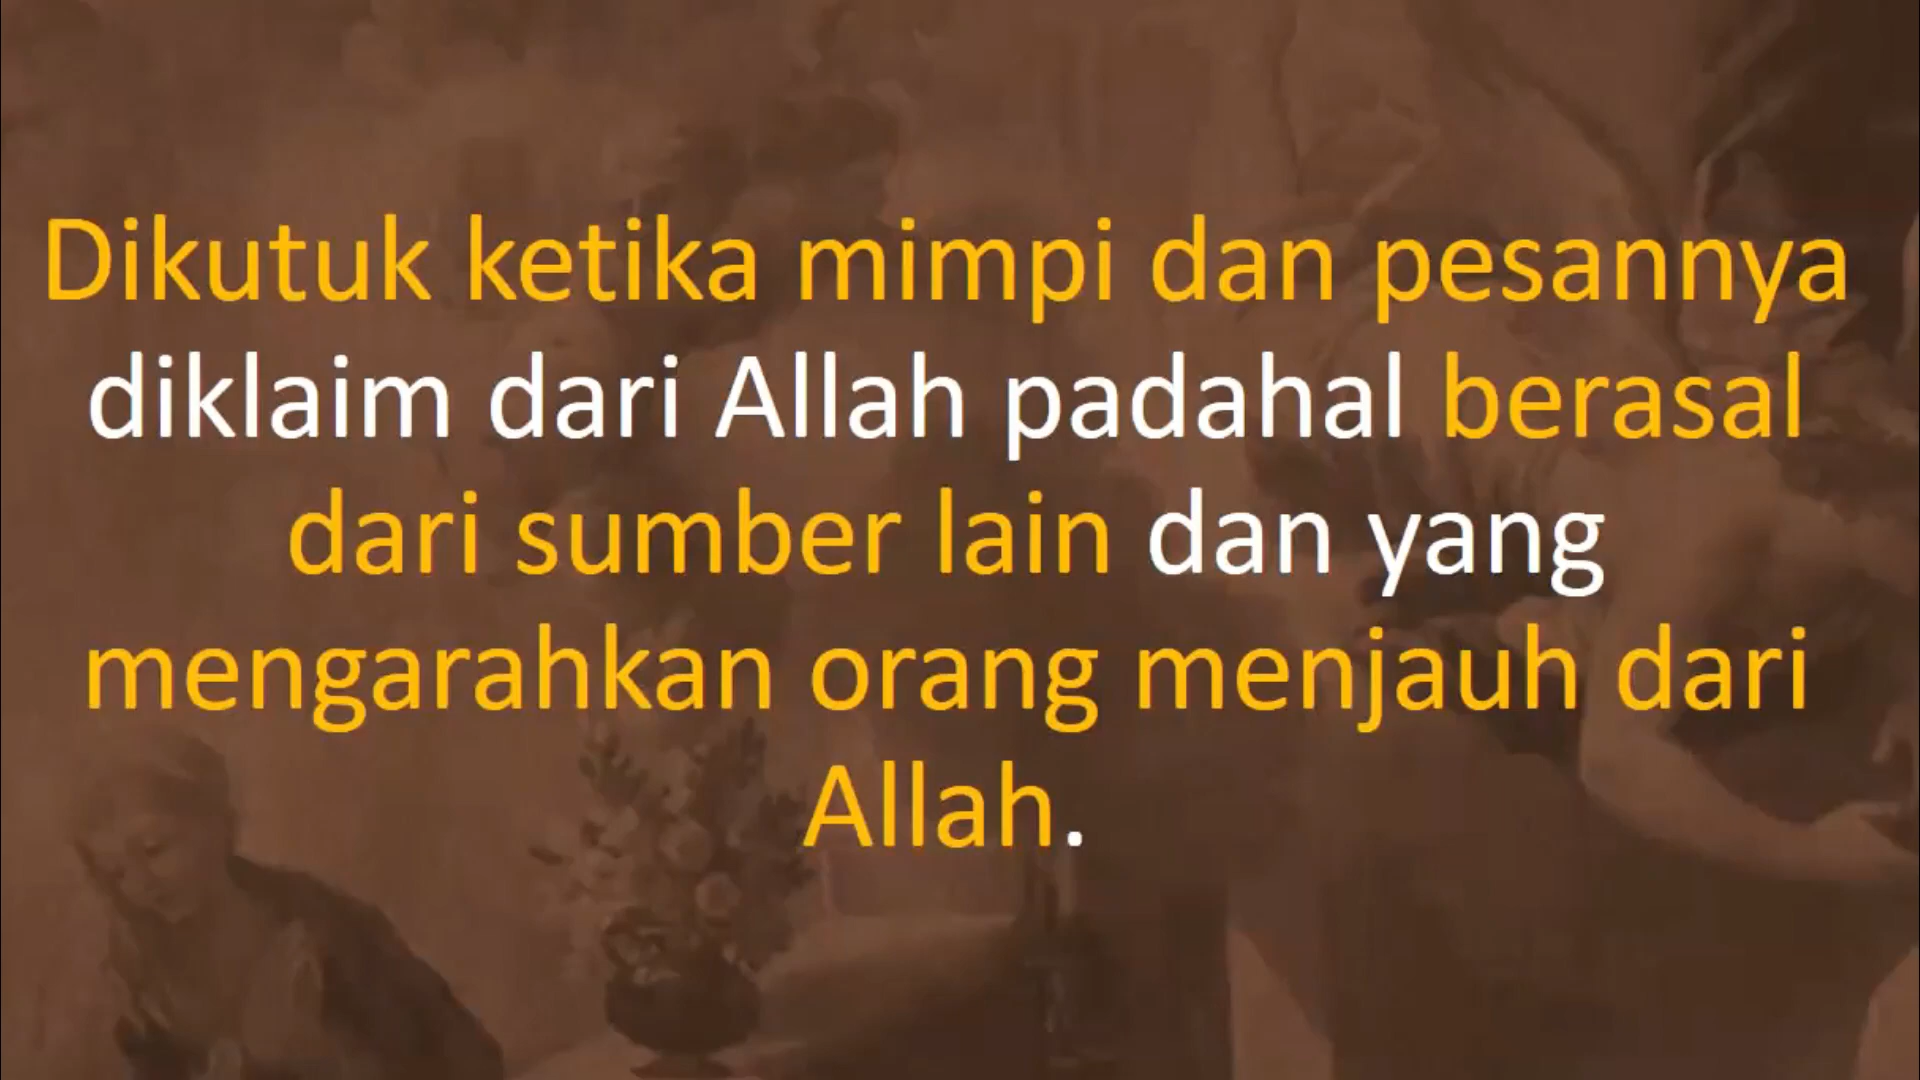 Dikutuk ketika mimpi dan pesannya
diklaim dari Allah padahal berasal
dari sumber lain dan yang
mengarahkan orang menjauh dari
Allah.